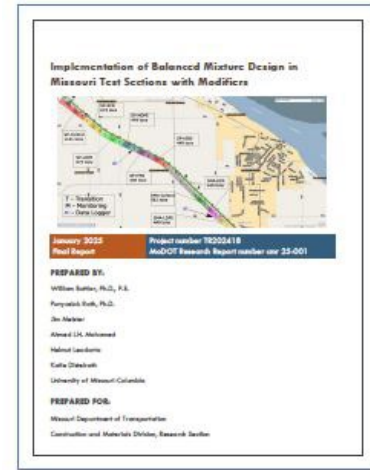 Implementation of Balanced Mixture Design in
Missouri Test Sections with Modifiers
T - Transition
M - Monitoring
- Data Logger
January 2025
Project number TR202418
Final Report
MoDOT Research Report number cmr 25-001
PREPARED BY:
William Buttlar, Ph.D., P.E.
Punyaslok Rath, Ph.D.
Jim Meister
Ahmed I.H. Mohamed
Helmut Leodarta
Katie
University of Missouri-Columbia
PREPARED FOR:
Missouri Department of Transportation
Construction and Materials Division, Research Section